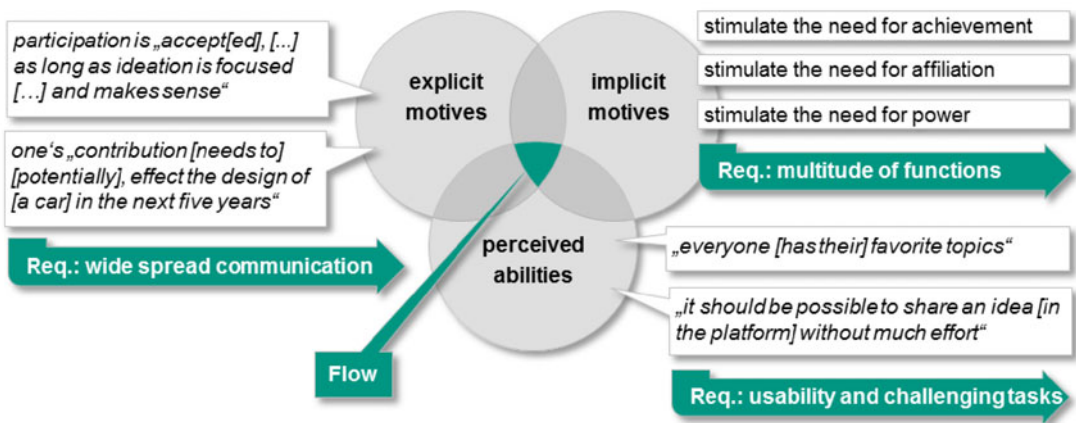 participation is „accept[ed], [...]
as long as ideation is focused
[…] and makes sense“
one's „contribution [needs to]
[potentially], effect the design of
[a car] in the next five years“
Req.: wide spread communication
explicit
motives
implicit
motives
perceived
abilities
Flow
stimulate the need for achievement
stimulate the need for affiliation
stimulate the need for power
Req.: multitude of functions
„everyone [has their] favorite topics“
„it should be possible to share an idea [in
the platform] without much effort“
Req.: usability and challenging tasks